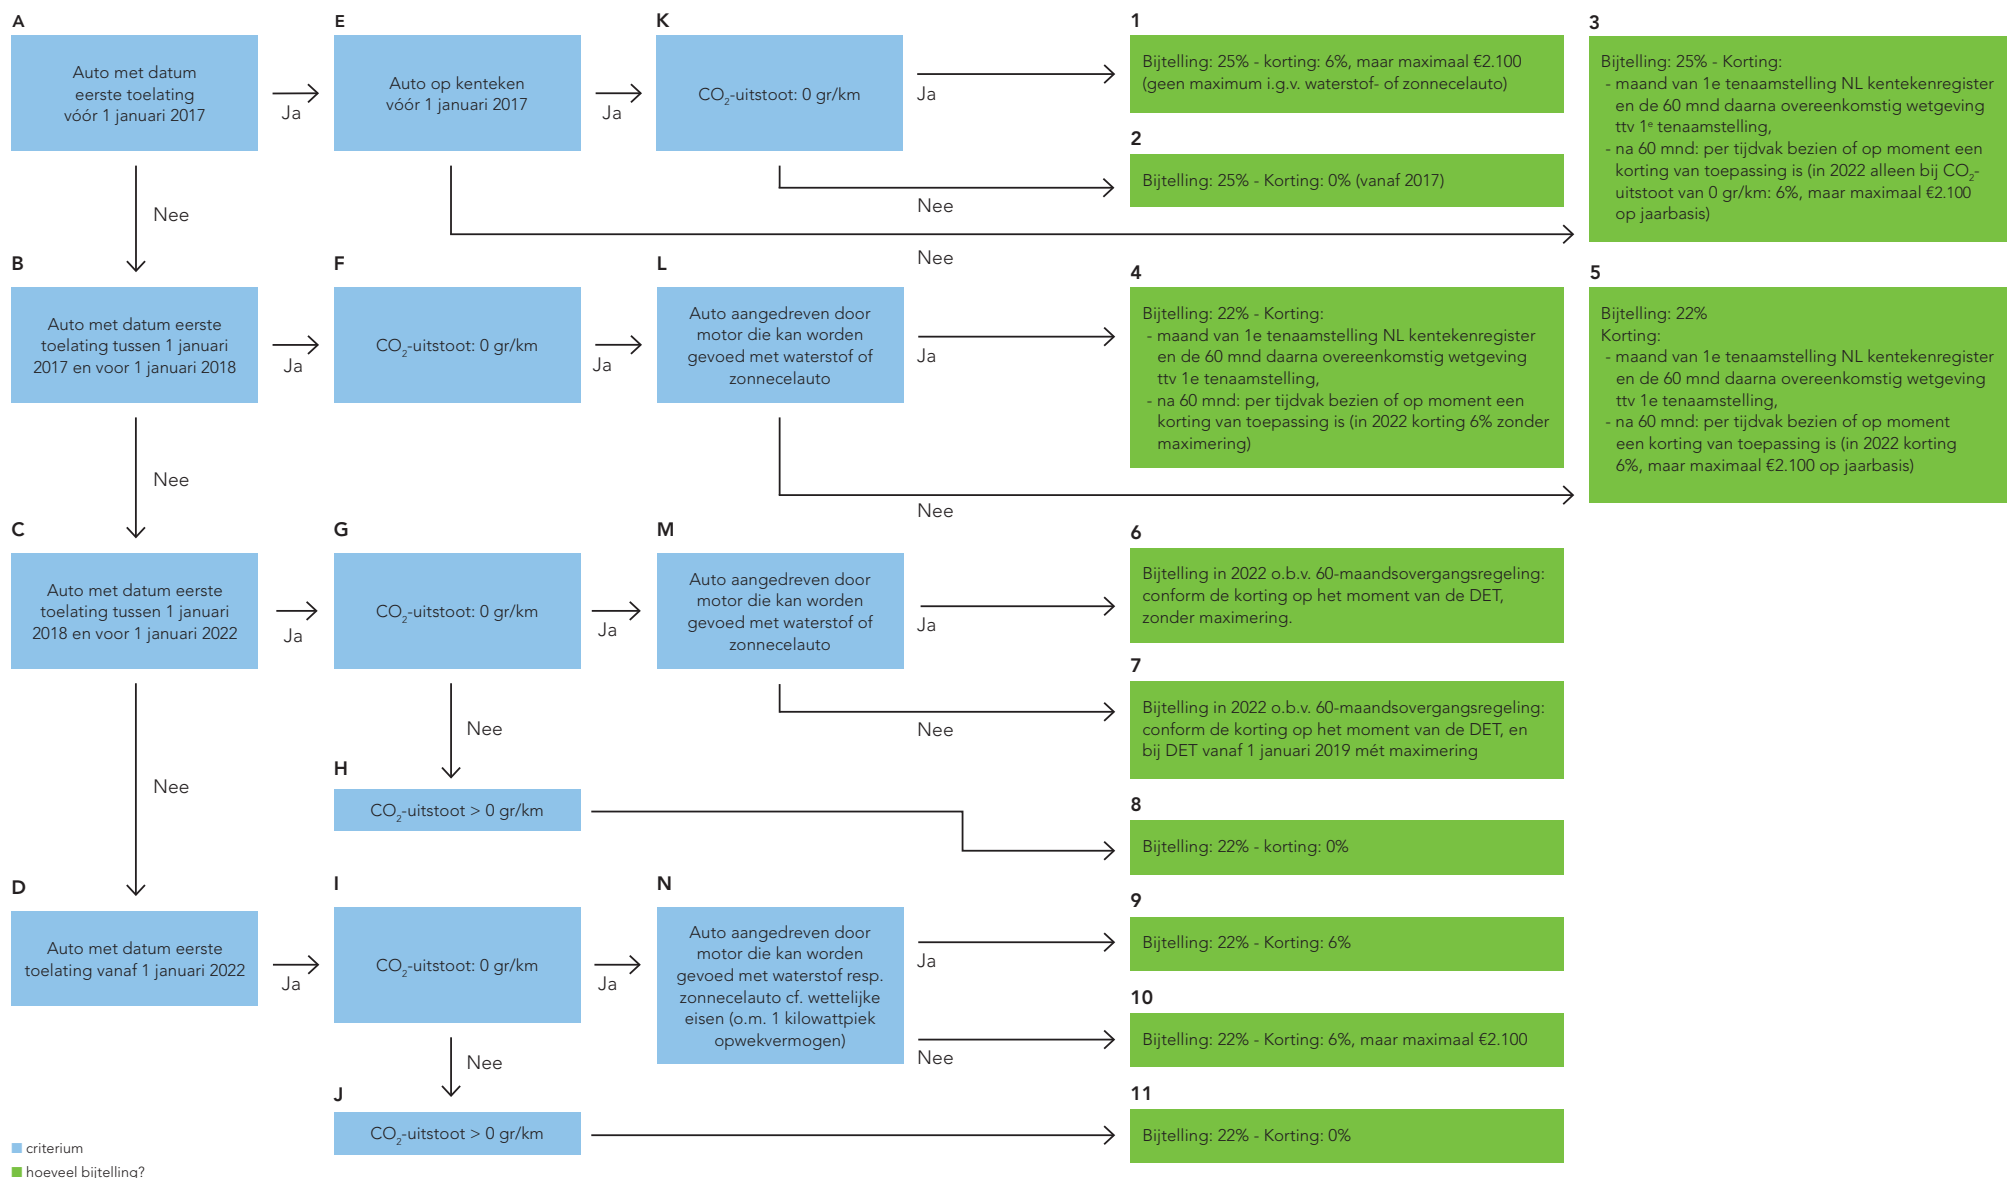 A
Auto met datum
eerste toelating
vóór 1 januari 2017
Ja
E
Auto op kenteken
vóór 1 januari 2017
Ja
K
CO₂-uitstoot: 0 gr/km
Ja
1
Bijtelling: 25% - korting: 6%, maar maximaal €2.100
(geen maximum i.g.v. waterstof- of zonnecelauto)
2
Bijtelling: 25% - Korting: 0% (vanaf 2017)
Nee
3
Bijtelling: 25% - Korting:
- maand van 1e tenaamstelling NL kentekenregister
en de 60 mnd daarna overeenkomstig wetgeving
ttv 1ᵉ tenaamstelling,
- na 60 mnd: per tijdvak bezien of op moment een
korting van toepassing is (in 2022 alleen bij CO₂-
uitstoot van 0 gr/km: 6%, maar maximaal €2.100
op jaarbasis)
Nee
Nee
B
Auto met datum eerste
toelating tussen 1 januari
2017 en voor 1 januari 2018
Ja
F
CO₂-uitstoot: 0 gr/km
Ja
L
Auto aangedreven door
motor die kan worden
gevoed met waterstof of
zonnecelauto
Ja
4
Bijtelling: 22% - Korting:
- maand van 1e tenaamstelling NL kentekenregister
en de 60 mnd daarna overeenkomstig wetgeving
ttv 1e tenaamstelling,
- na 60 mnd: per tijdvak bezien of op moment een
korting van toepassing is (in 2022 korting 6% zonder
maximering)
5
Bijtelling: 22%
Korting:
- maand van 1e tenaamstelling NL kentekenregister
en de 60 mnd daarna overeenkomstig wetgeving
ttv 1e tenaamstelling,
- na 60 mnd: per tijdvak bezien of op moment
een korting van toepassing is (in 2022 korting
6%, maar maximaal €2.100 op jaarbasis)
Nee
Nee
C
Auto met datum eerste
toelating tussen 1 januari
2018 en voor 1 januari 2022
Ja
G
CO₂-uitstoot: 0 gr/km
Ja
M
Auto aangedreven door
motor die kan worden
gevoed met waterstof of
zonnecelauto
Ja
6
Bijtelling in 2022 o.b.v. 60-maandsovergangsregeling:
conform de korting op het moment van de DET,
zonder maximering.
7
Bijtelling in 2022 o.b.v. 60-maandsovergangsregeling:
conform de korting op het moment van de DET, en
bij DET vanaf 1 januari 2019 mét maximering
Nee
Nee
Nee
H
CO₂-uitstoot > 0 gr/km
8
Bijtelling: 22% - korting: 0%
D
Auto met datum eerste
toelating vanaf 1 januari 2022
Ja
I
CO₂-uitstoot: 0 gr/km
Ja
N
Auto aangedreven door
motor die kan worden
gevoed met waterstof resp.
zonnecelauto cf. wettelijke
eisen (o.m. 1 kilowattpiek
opwekvermogen)
Ja
9
Bijtelling: 22% - Korting: 6%
10
Bijtelling: 22% - Korting: 6%, maar maximaal €2.100
Nee
Nee
J
CO₂-uitstoot > 0 gr/km
11
Bijtelling: 22% - Korting: 0%
criterium
hoeveel bijtelling?